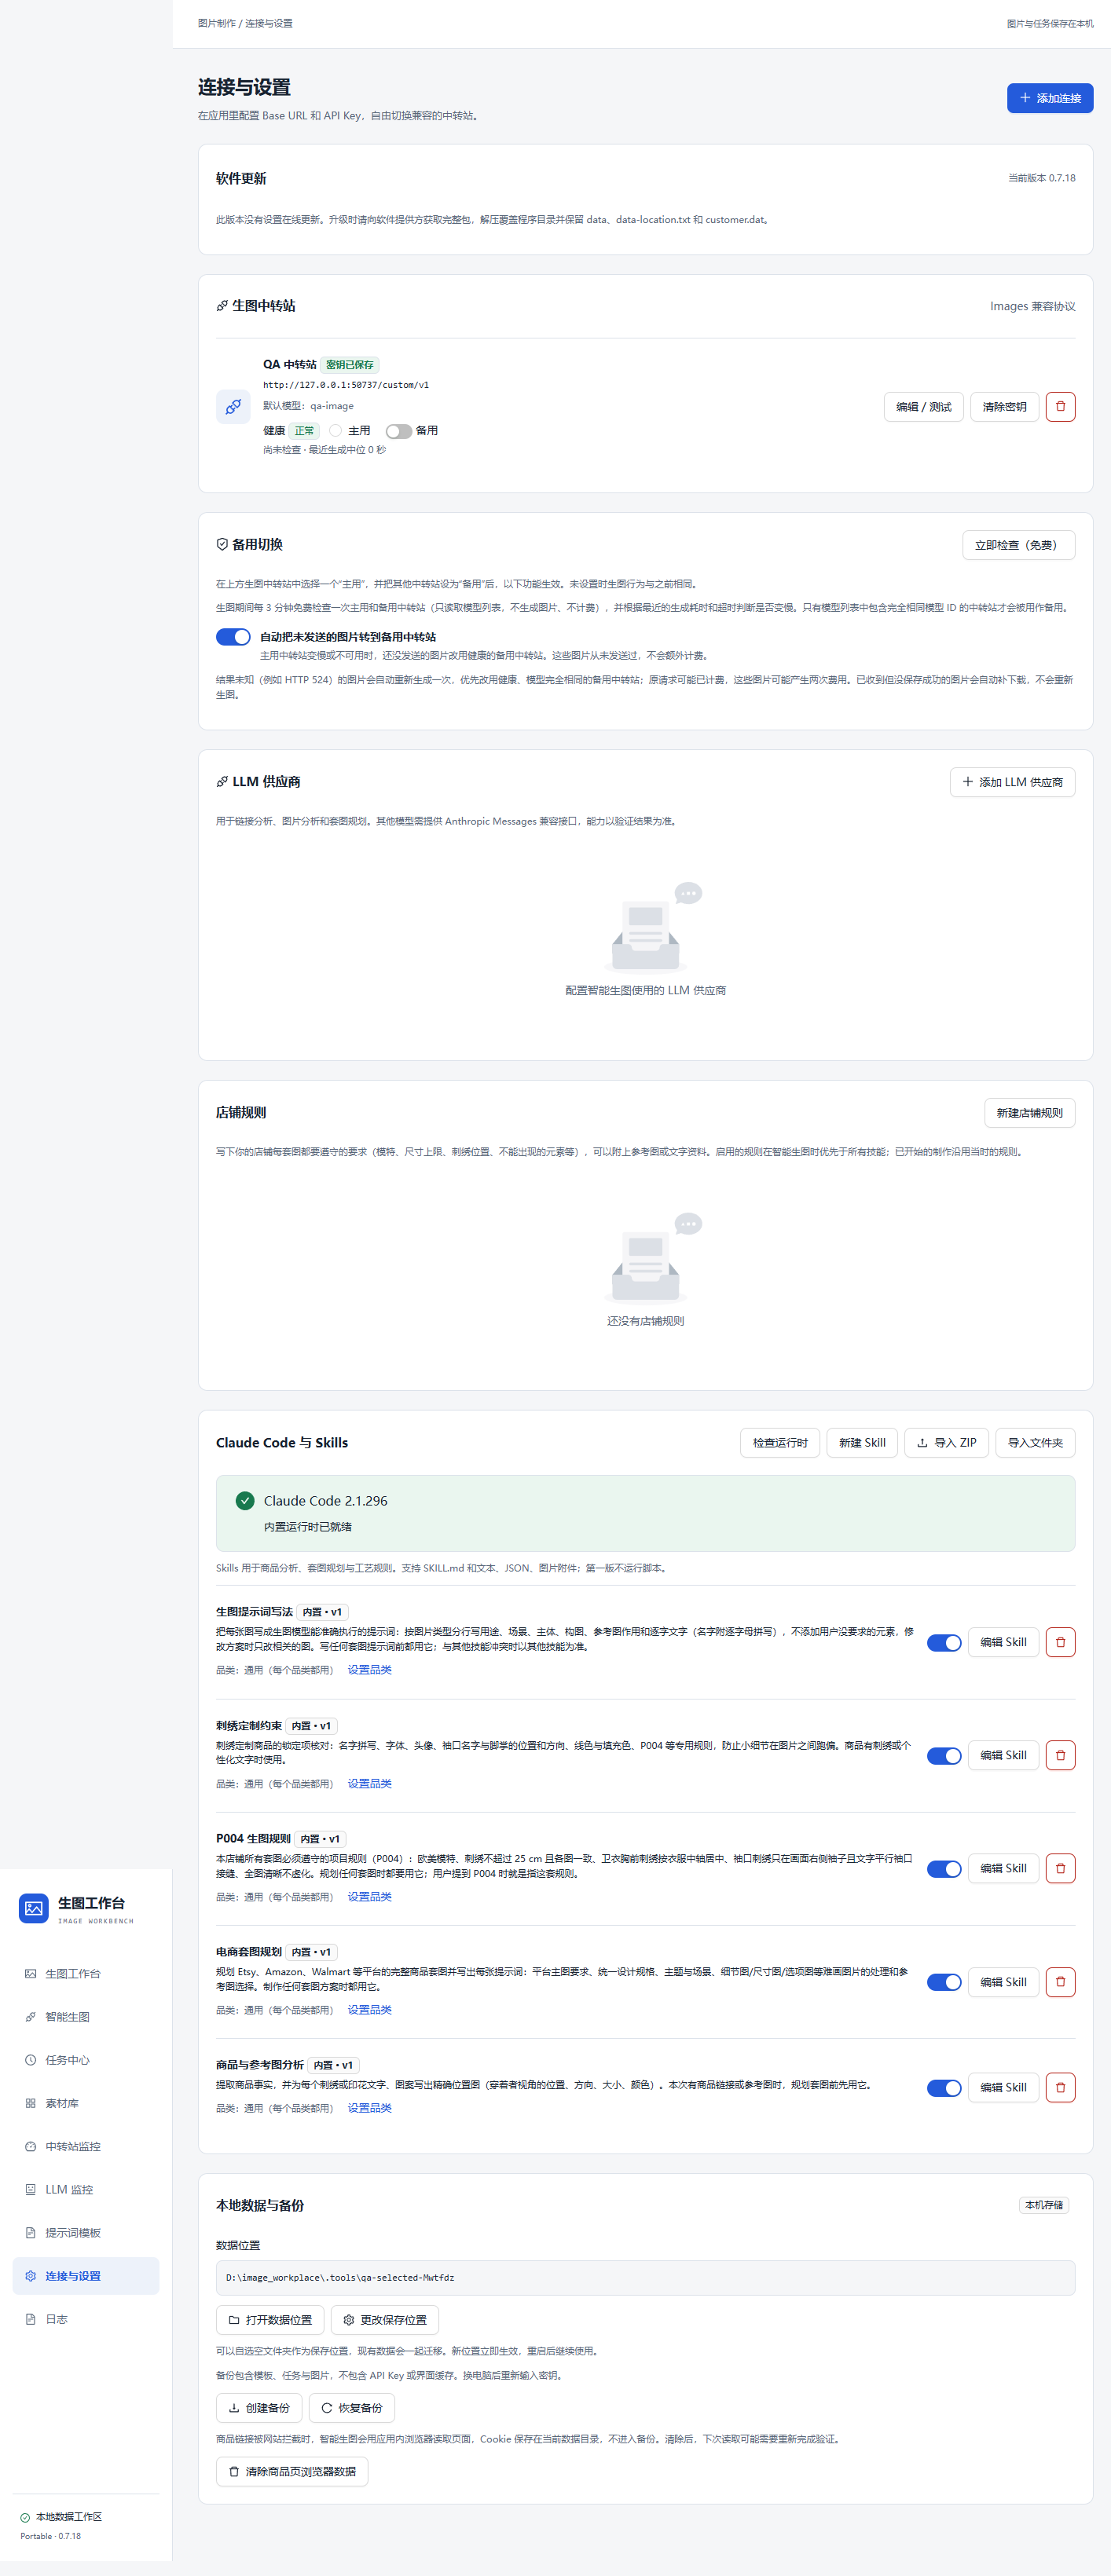 图片制作 / 连接与设置
图片与任务保存在本机
连接与设置
添加连接
在应用里配置 Base URL 和 API Key，自由切换兼容的中转站。
软件更新
当前版本 0.7.18
此版本没有设置在线更新。升级时请向软件提供方获取完整包，解压覆盖程序目录并保留 data、data-location.txt 和 customer.dat。
生图中转站
Images 兼容协议
QA 中转站 密钥已保存
http://127.0.0.1:50737/custom/v1
默认模型：qa-image
健康 正常 主用 备用
尚未检查 · 最近生成中位 0 秒
编辑 / 测试
清除密钥
备用切换
立即检查（免费）
在上方生图中转站中选择一个“主用”，并把其他中转站设为“备用”后，以下功能生效。未设置时生图行为与之前相同。
生图期间每 3 分钟免费检查一次主用和备用中转站（只读取模型列表，不生成图片、不计费），并根据最近的生成耗时和超时判断是否变慢。只有模型列表中包含完全相同模型 ID 的中转站才会被用作备用。
自动把未发送的图片转到备用中转站
主用中转站变慢或不可用时，还没发送的图片改用健康的备用中转站。这些图片从未发送过，不会额外计费。
结果未知（例如 HTTP 524）的图片会自动重新生成一次，优先改用健康、模型完全相同的备用中转站；原请求可能已计费，这些图片可能产生两次费用。已收到但没保存成功的图片会自动补下载，不会重新
生图。
LLM 供应商
添加 LLM 供应商
用于链接分析、图片分析和套图规划。其他模型需提供 Anthropic Messages 兼容接口，能力以验证结果为准。
配置智能生图使用的 LLM 供应商
店铺规则
新建店铺规则
写下你的店铺每套图都要遵守的要求（模特、尺寸上限、刺绣位置、不能出现的元素等），可以附上参考图或文字资料。启用的规则在智能生图时优先于所有技能；已开始的制作沿用当时的规则。
还没有店铺规则
Claude Code 与 Skills
检查运行时
新建 Skill
导入 ZIP
导入文件夹
Claude Code 2.1.296
内置运行时已就绪
Skills 用于商品分析、套图规划与工艺规则。支持 SKILL.md 和文本、JSON、图片附件；第一版不运行脚本。
生图提示词写法 内置 · v1
把每张图写成生图模型能准确执行的提示词：按图片类型分行写用途、场景、主体、构图、参考图作用和逐字文字（名字附逐字母拼写），不添加用户没要求的元素，修
改方案时只改相关的图。写任何套图提示词前都用它；与其他技能冲突时以其他技能为准。
品类：通用（每个品类都用） 设置品类
编辑 Skill
刺绣定制约束 内置 · v1
刺绣定制商品的锁定项核对：名字拼写、字体、头像、袖口名字与脚掌的位置和方向、线色与填充色、P004 等专用规则，防止小细节在图片之间跑偏。商品有刺绣或个
性化文字时使用。
品类：通用（每个品类都用） 设置品类
编辑 Skill
P004 生图规则 内置 · v1
本店铺所有套图必须遵守的项目规则（P004）：欧美模特、刺绣不超过 25 cm 且各图一致、卫衣胸前刺绣按衣服中轴居中、袖口刺绣只在画面右侧袖子且文字平行袖口
接缝、全图清晰不虚化。规划任何套图时都要用它；用户提到 P004 时就是指这套规则。
品类：通用（每个品类都用） 设置品类
编辑 Skill
电商套图规划 内置 · v1
规划 Etsy、Amazon、Walmart 等平台的完整商品套图并写出每张提示词：平台主图要求、统一设计规格、主题与场景、细节图/尺寸图/选项图等难画图片的处理和参
考图选择。制作任何套图方案时都用它。
品类：通用（每个品类都用） 设置品类
编辑 Skill
商品与参考图分析 内置 · v1
提取商品事实，并为每个刺绣或印花文字、图案写出精确位置图（穿着者视角的位置、方向、大小、颜色）。本次有商品链接或参考图时，规划套图前先用它。
品类：通用（每个品类都用） 设置品类
编辑 Skill
本地数据与备份
本机存储
数据位置
D:\image_workplace\.tools\qa-selected-Mwtfdz
打开数据位置
更改保存位置
可以自选空文件夹作为保存位置，现有数据会一起迁移。新位置立即生效，重启后继续使用。
备份包含模板、任务与图片，不包含 API Key 或界面缓存。换电脑后重新输入密钥。
创建备份
恢复备份
商品链接被网站拦截时，智能生图会用应用内浏览器读取页面，Cookie 保存在当前数据目录，不进入备份。清除后，下次读取可能需要重新完成验证。
清除商品页浏览器数据
生图工作台
IMAGE WORKBENCH
生图工作台
智能生图
任务中心
素材库
中转站监控
LLM 监控
提示词模板
连接与设置
日志
本地数据工作区
Portable · 0.7.18